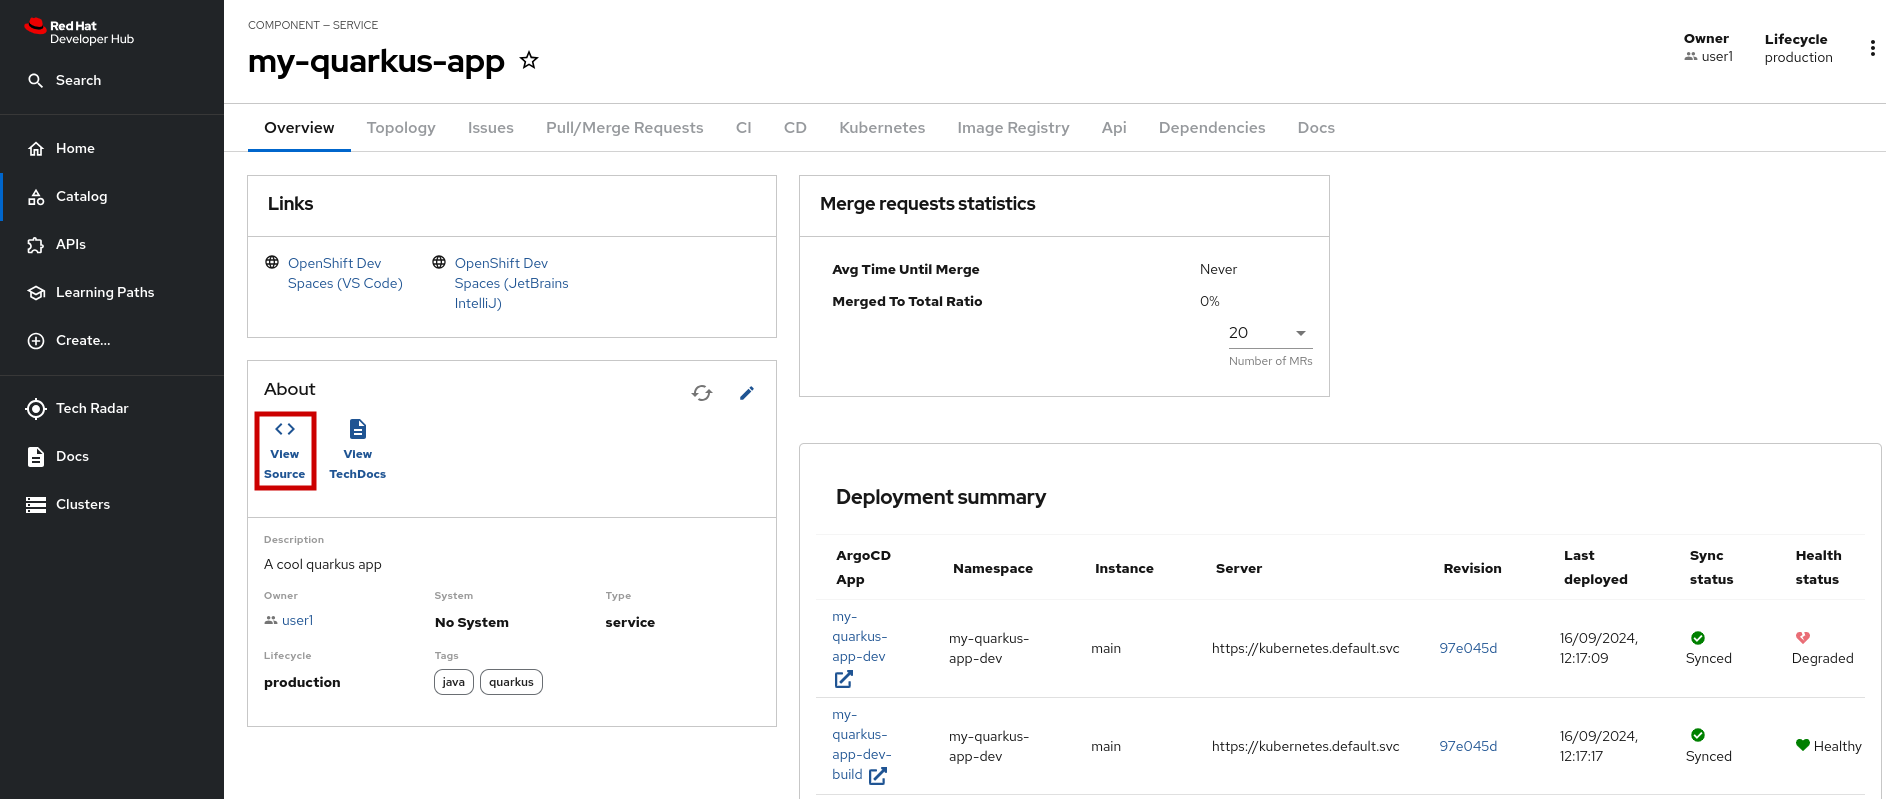 Red Hat
Developer Hub
Search
Home
Catalog
APIs
Learning Paths
Create...
Tech Radar
Docs
Clusters
COMPONENT — SERVICE
my-quarkus-app
Owner
user1
Lifecycle
production
Overview Topology Issues Pull/Merge Requests CI CD Kubernetes Image Registry Api Dependencies Docs
Links
OpenShift Dev
Spaces (VS Code)
OpenShift Dev
Spaces (JetBrains
IntelliJ)
About
View
Source
View
TechDocs
Description
A cool quarkus app
Owner
user1
System
No System
Type
service
Lifecycle
production
Tags
java
quarkus
Merge requests statistics
Avg Time Until Merge Never
Merged To Total Ratio 0%
20
Number of MRs
Deployment summary
ArgoCD
App
Namespace
Instance
Server
Revision
Last
deployed
Sync
status
Health
status
my-
quarkus-
app-dev
my-quarkus-
app-dev
main
https://kubernetes.default.svc
97e045d
16/09/2024,
12:17:09
Synced
Degraded
my-
quarkus-
app-dev-
build
my-quarkus-
app-dev
main
https://kubernetes.default.svc
97e045d
16/09/2024,
12:17:17
Synced
Healthy